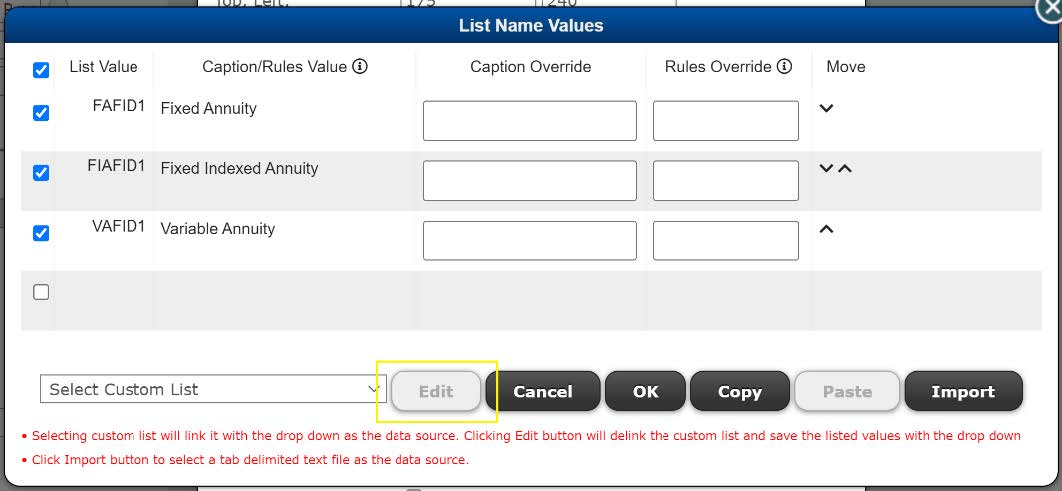 Top, Left: 175 240
List Name Values
List Value Caption/Rules Value Caption Override Rules Override Move
FAFID1 Fixed Annuity
FIAFID1 Fixed Indexed Annuity
VAFID1 Variable Annuity
Select Custom List Edit Cancel OK Copy Paste Import
• Selecting custom list will link it with the drop down as the data source. Clicking Edit button will delink the custom list and save the listed values with the drop down
• Click Import button to select a tab delimited text file as the data source.